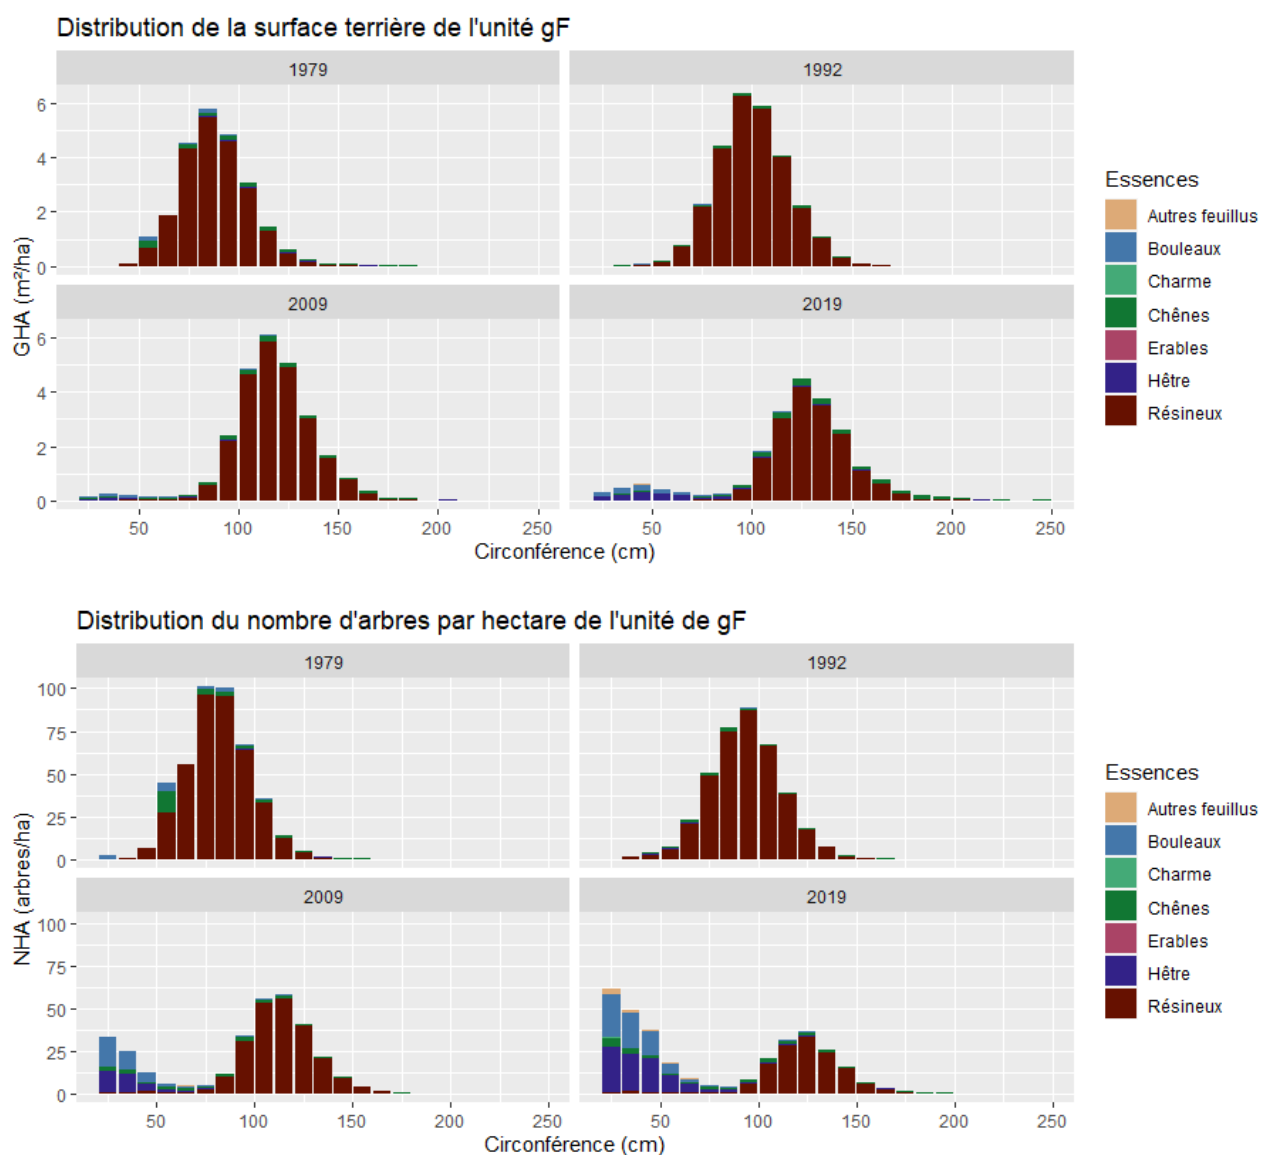 Distribution de la surface terrière de l'unité gF
1979
1992
6
4
2
0
2009
2019
6
4
2
0
GHA (m²/ha)
50
100
150
200
250
50
100
150
200
250
Circonférence (cm)
Essences
Autres feuillus
Bouleaux
Charme
Chênes
Erables
Hêtre
Résineux
Distribution du nombre d'arbres par hectare de l'unité de gF
1979
1992
100
75
50
25
0
2009
2019
100
75
50
25
0
NHA (arbres/ha)
50
100
150
200
250
50
100
150
200
250
Circonférence (cm)
Essences
Autres feuillus
Bouleaux
Charme
Chênes
Erables
Hêtre
Résineux